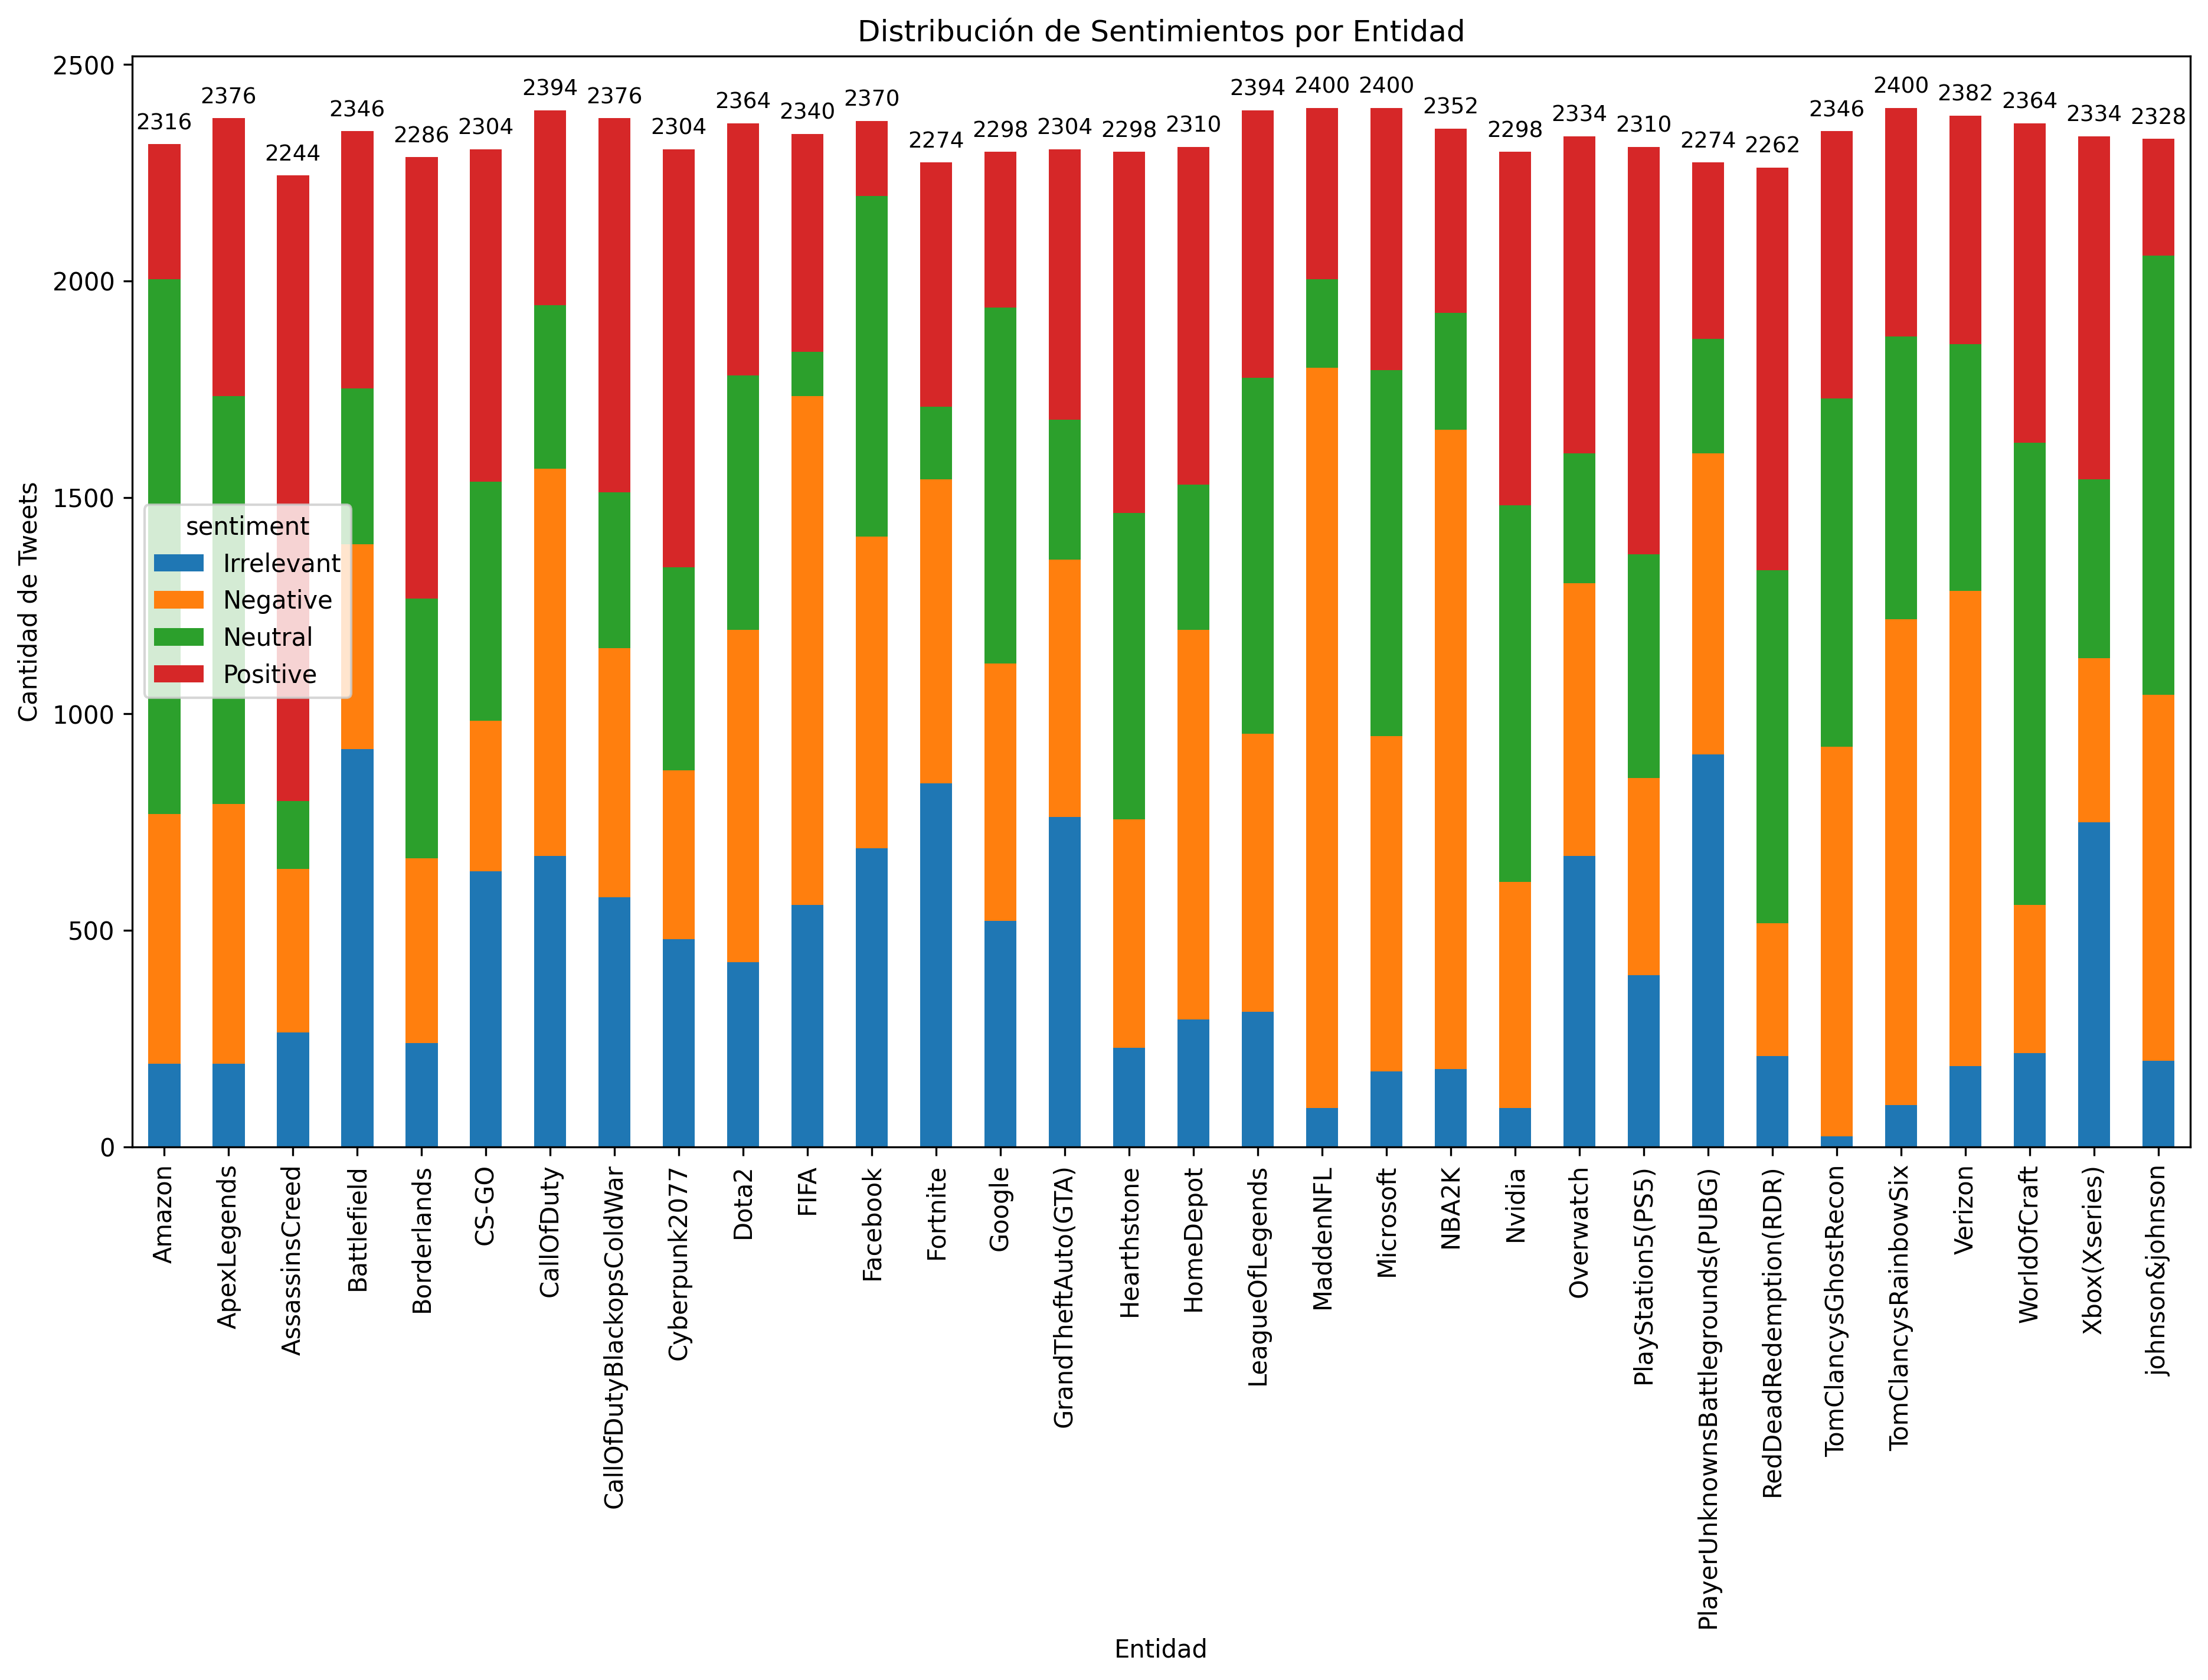 Distribución de Sentimientos por Entidad
Cantidad de Tweets
2500
2000
1500
1000
500
0
2316
2376
2244
2346
2286
2304
2394
2376
2304
2364
2340
2370
2274
2298
2304
2298
2310
2394
2400
2400
2352
2298
2334
2310
2274
2262
2346
2400
2382
2364
2334
2328
sentiment
Irrelevant
Negative
Neutral
Positive
Amazon
ApexLegends
AssassinsCreed
Battlefield
Borderlands
CS-GO
CallOfDuty
CallOfDutyBlackopsColdWar
Cyberpunk2077
Dota2
FIFA
Facebook
Fortnite
Google
GrandTheftAuto(GTA)
Hearthstone
HomeDepot
LeagueOfLegends
MaddenNFL
Microsoft
NBA2K
Nvidia
Overwatch
PlayStation5(PS5)
PlayerUnknownsBattlegrounds(PUBG)
RedDeadRedemption(RDR)
TomClancysGhostRecon
TomClancysRainbowSix
Verizon
WorldOfCraft
Xbox(Xseries)
johnson&johnson
Entidad